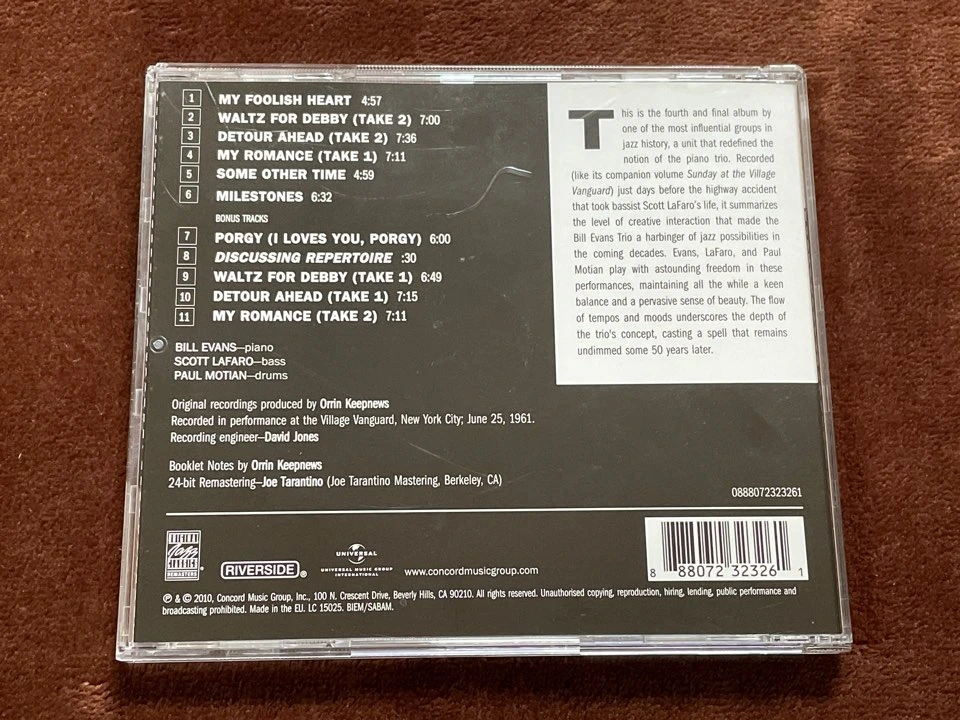 1 MY FOOLISH HEART 4:57
2 WALTZ FOR DEBBY (TAKE 2) 7:00
3 DETOUR AHEAD (TAKE 2) 7:36
4 MY ROMANCE (TAKE 1) 7:11
5 SOME OTHER TIME 4:59
6 MILESTONES 6:32
BONUS TRACKS
7 PORGY (I LOVES YOU, PORGY) 6:00
8 DISCUSSING REPERTOIRE :30
9 WALTZ FOR DEBBY (TAKE 1) 6:49
10 DETOUR AHEAD (TAKE 1) 7:15
11 MY ROMANCE (TAKE 2) 7:11
BILL EVANS—piano
SCOTT LAFARO—bass
PAUL MOTIAN—drums
Original recordings produced by Orrin Keepnews
Recorded in performance at the Village Vanguard, New York City; June 25, 1961.
Recording engineer—David Jones
Booklet Notes by Orrin Keepnews
24-bit Remastering—Joe Tarantino (Joe Tarantino Mastering, Berkeley, CA)
This is the fourth and final album by
one of the most influential groups in
jazz history, a unit that redefined the
notion of the piano trio. Recorded
(like its companion volume Sunday at the Village
Vanguard) just days before the highway accident
that took bassist Scott LaFaro's life, it summarizes
the level of creative interaction that made the
Bill Evans Trio a harbinger of jazz possibilities in
the coming decades. Evans, LaFaro, and Paul
Motian play with astounding freedom in these
performances, maintaining all the while a keen
balance and a pervasive sense of beauty. The flow
of tempos and moods underscores the depth of
the trio's concept, casting a spell that remains
undimmed some 50 years later.
0888072323261
ORIGINAL
Jazz
CLASSICS
REMASTERS
RIVERSIDE®
UNIVERSAL
UNIVERSAL MUSIC GROUP
INTERNATIONAL
www.concordmusicgroup.com
8 88072 32326 1
℗ & © 2010, Concord Music Group, Inc., 100 N. Crescent Drive, Beverly Hills, CA 90210. All rights reserved. Unauthorised copying, reproduction, hiring, lending, public performance and
broadcasting prohibited. Made in the EU. LC 15025. BIEM/SABAM.